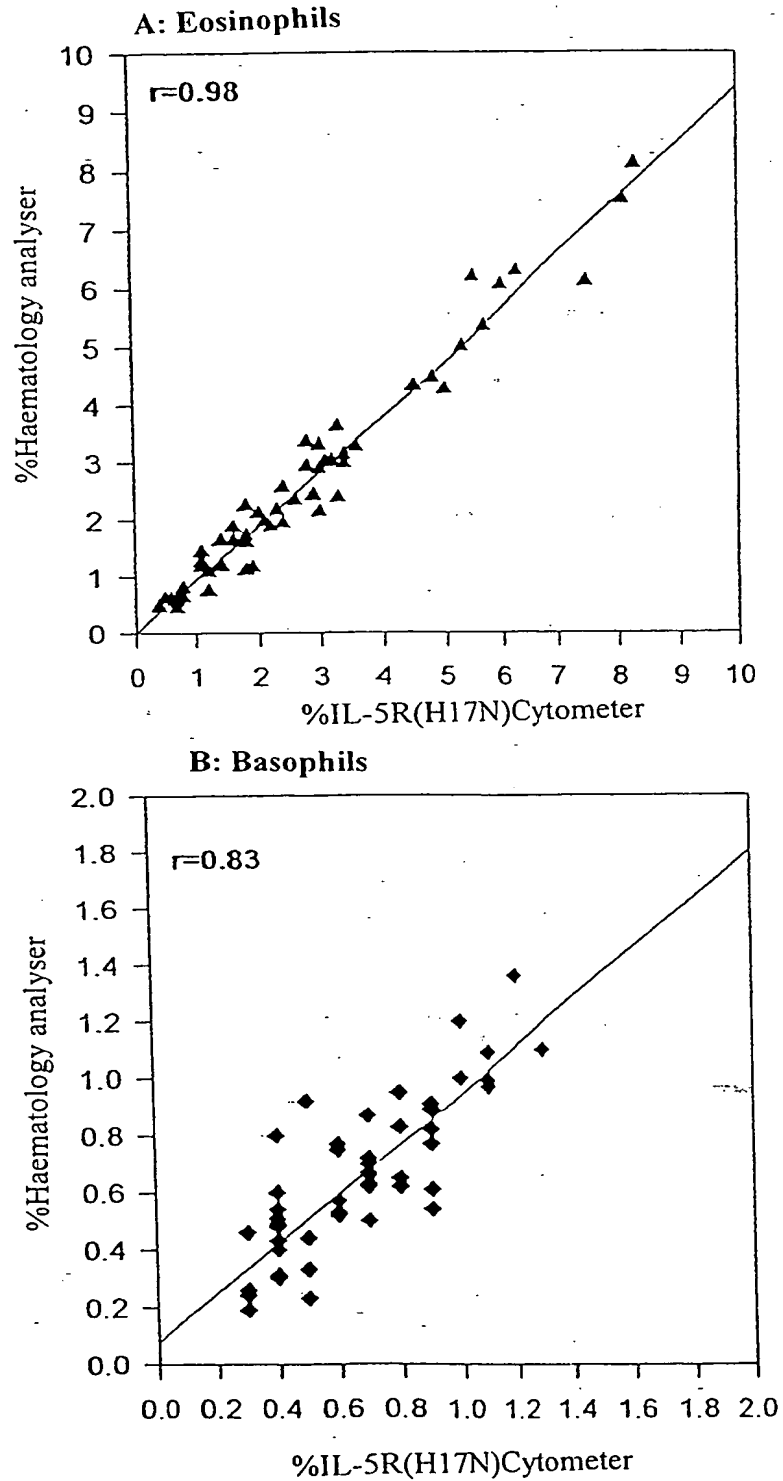 A: Eosinophils
10
r=0.98
9
8
7
6
5
4
3
2
1
0
%Haematology analyser
0 1 2 3 4 5 6 7 8 9 10
%IL-5R(H17N)Cytometer
B: Basophils
2.0
r=0.83
1.8
1.6
1.4
1.2
1.0
0.8
0.6
0.4
0.2
0.0
%Haematology analyser
0.0 0.2 0.4 0.6 0.8 1.0 1.2 1.4 1.6 1.8 2.0
%IL-5R(H17N)Cytometer